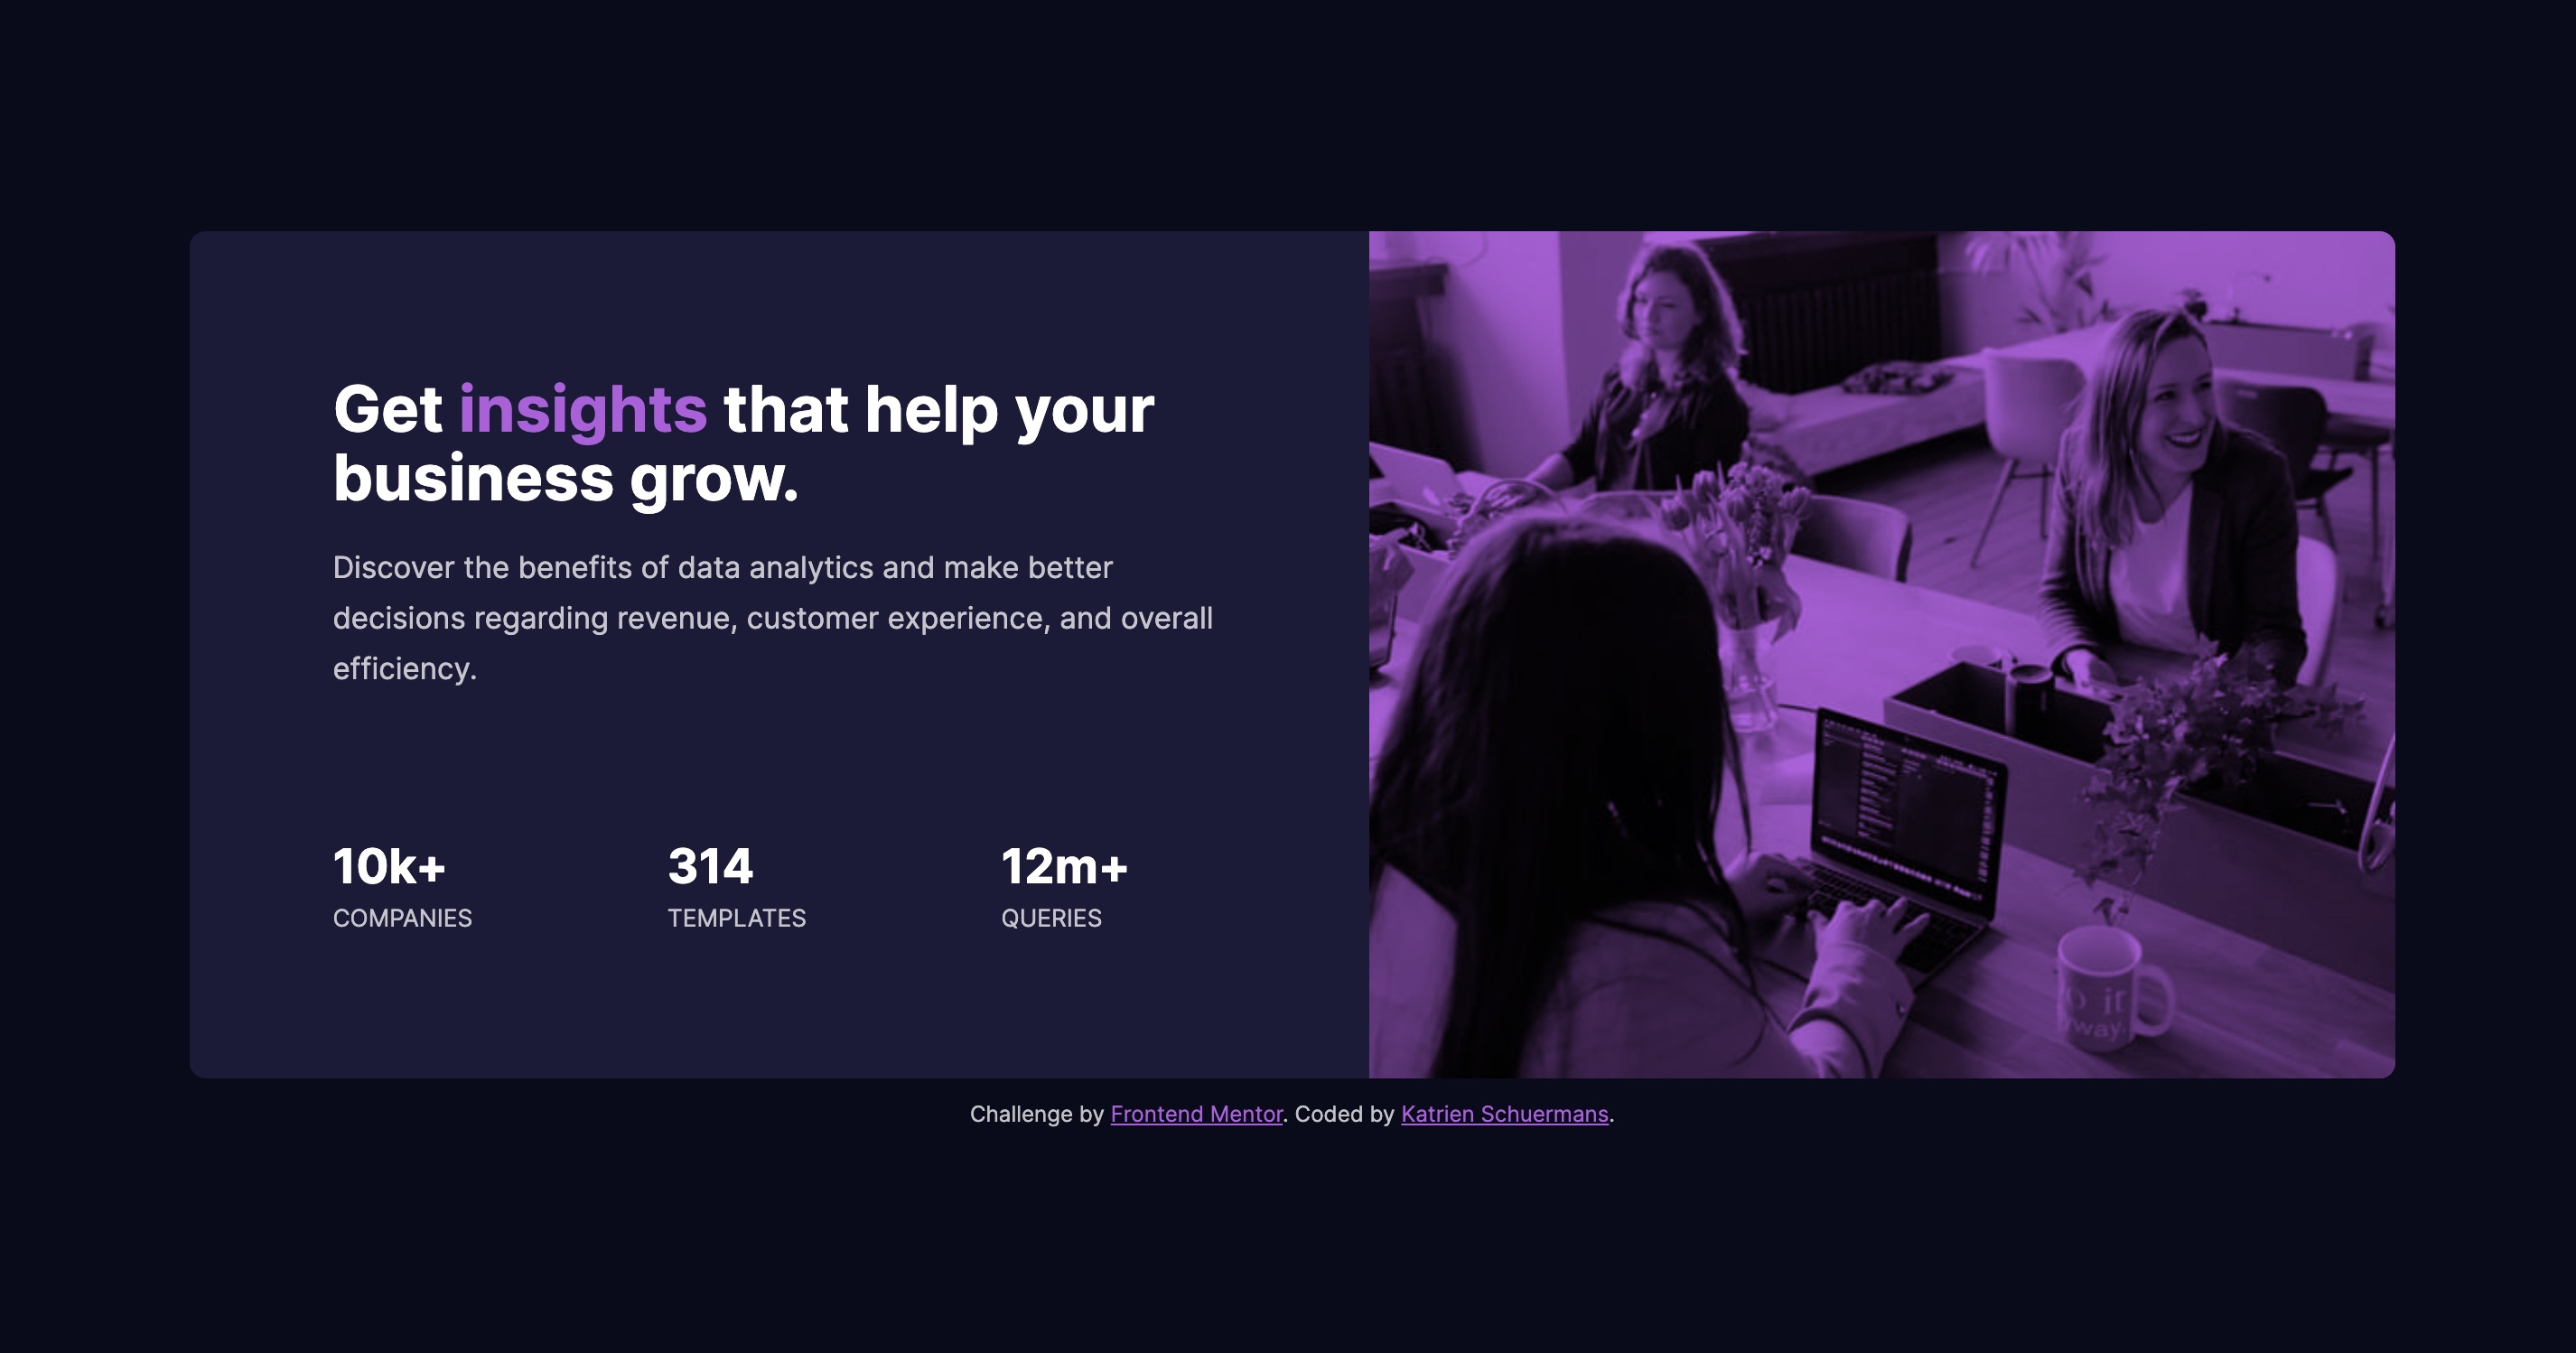 Get insights that help your
business grow.
Discover the benefits of data analytics and make better
decisions regarding revenue, customer experience, and overall
efficiency.
10k+
COMPANIES
314
TEMPLATES
12m+
QUERIES
o it
way.
Challenge by Frontend Mentor. Coded by Katrien Schuermans.